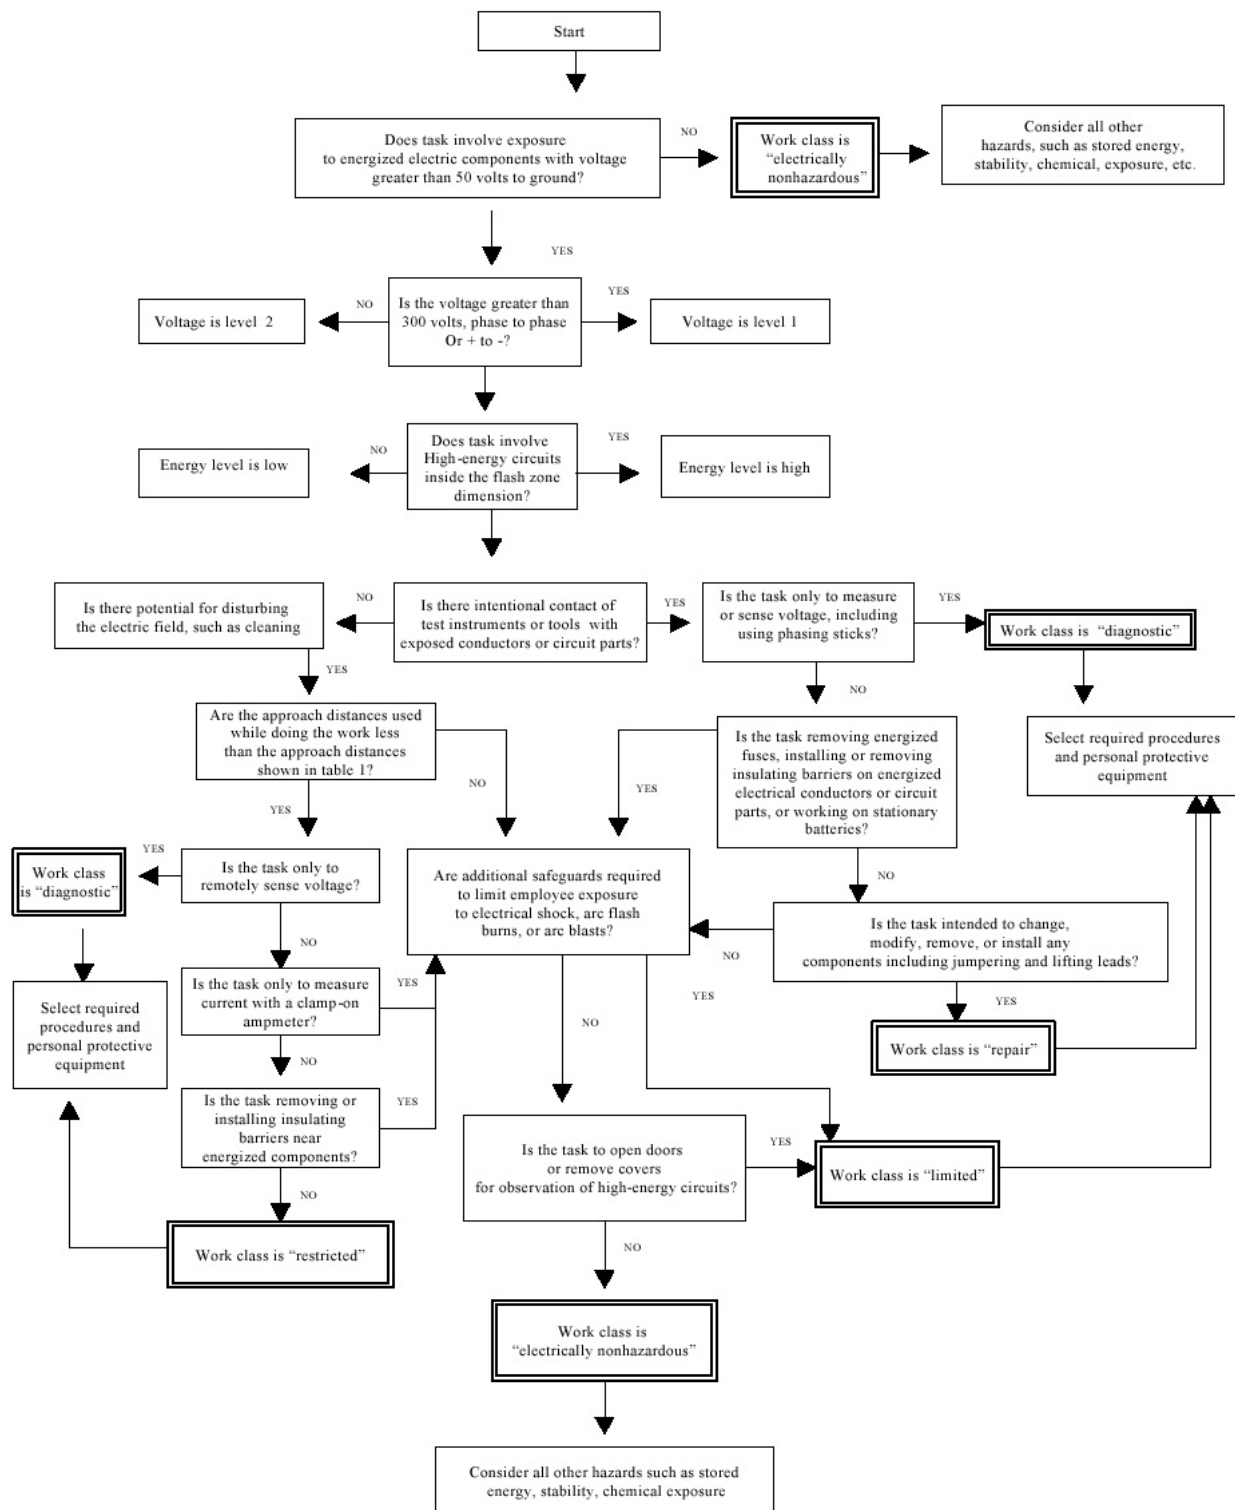 Start
Does task involve exposure
to energized electric components with voltage
greater than 50 volts to ground?
NO
Work class is
“electrically
nonhazardous”
Consider all other
hazards, such as stored energy,
stability, chemical, exposure, etc.
YES
Voltage is level 2
NO
Is the voltage greater than
300 volts, phase to phase
Or + to -?
YES
Voltage is level 1
Energy level is low
NO
Does task involve
High-energy circuits
inside the flash zone
dimension?
YES
Energy level is high
Is there potential for disturbing
the electric field, such as cleaning
NO
Is there intentional contact of
test instruments or tools with
exposed conductors or circuit parts?
YES
Is the task only to measure
or sense voltage, including
using phasing sticks?
YES
Work class is “diagnostic”
YES
NO
Are the approach distances used
while doing the work less
than the approach distances
shown in table 1?
NO
YES
Is the task removing energized
fuses, installing or removing
insulating barriers on energized
electrical conductors or circuit
parts, or working on stationary
batteries?
YES
Select required procedures
and personal protective
equipment
Work class
is “diagnostic”
YES
Is the task only to
remotely sense voltage?
Are additional safeguards required
to limit employee exposure
to electrical shock, arc flash
burns, or arc blasts?
NO
Is the task intended to change,
modify, remove, or install any
components including jumpering and lifting leads?
NO
NO
Select required
procedures and
personal protective
equipment
Is the task only to measure
current with a clamp-on
ampmeter?
YES
NO
YES
YES
Work class is “repair”
NO
Is the task removing or
installing insulating
barriers near
energized components?
YES
Is the task to open doors
or remove covers
for observation of high-energy circuits?
YES
Work class is “limited”
NO
Work class is “restricted”
NO
Work class is
“electrically nonhazardous”
Consider all other hazards such as stored
energy, stability, chemical exposure